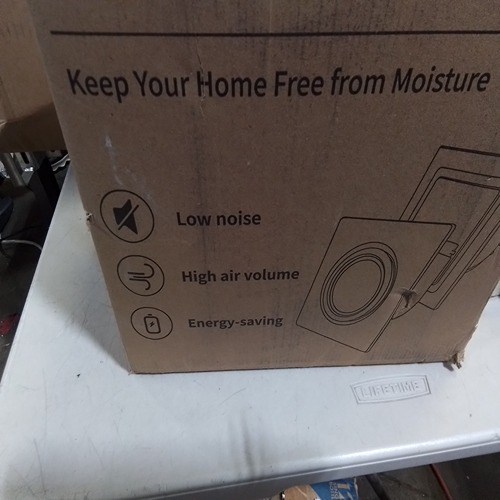 Keep Your Home Free from Moisture
Low noise
High air volume
Energy-saving
LIFETIME